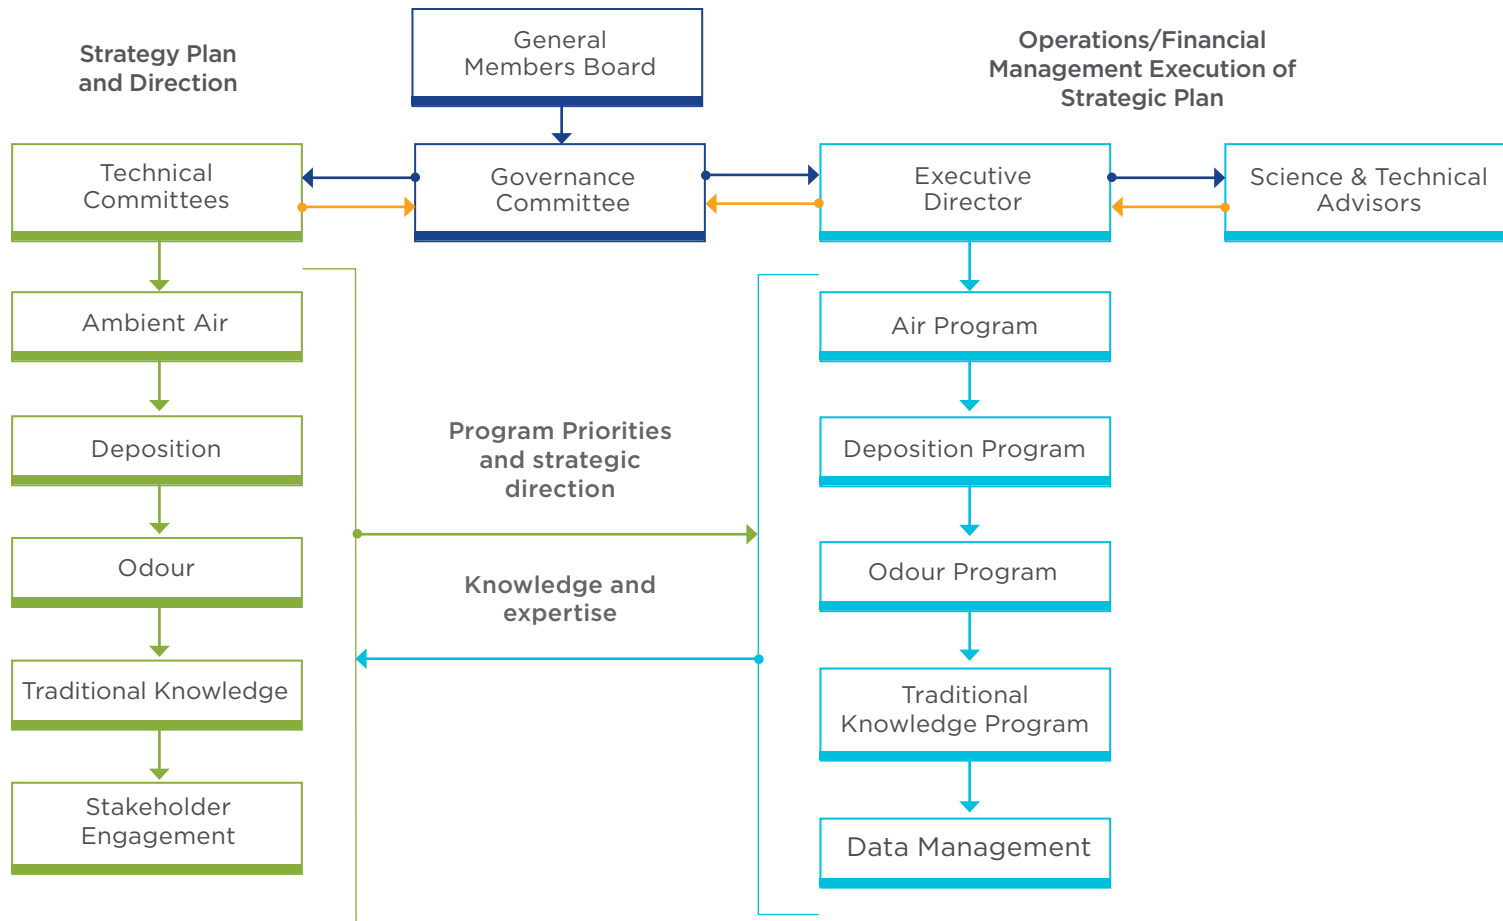 Strategy Plan
and Direction
General
Members Board
Operations/Financial
Management Execution of
Strategic Plan
Technical
Committees
Governance
Committee
Executive
Director
Science & Technical
Advisors
Ambient Air
Air Program
Deposition
Program Priorities
and strategic
direction
Deposition Program
Odour
Knowledge and
expertise
Odour Program
Traditional Knowledge
Traditional
Knowledge Program
Stakeholder
Engagement
Data Management